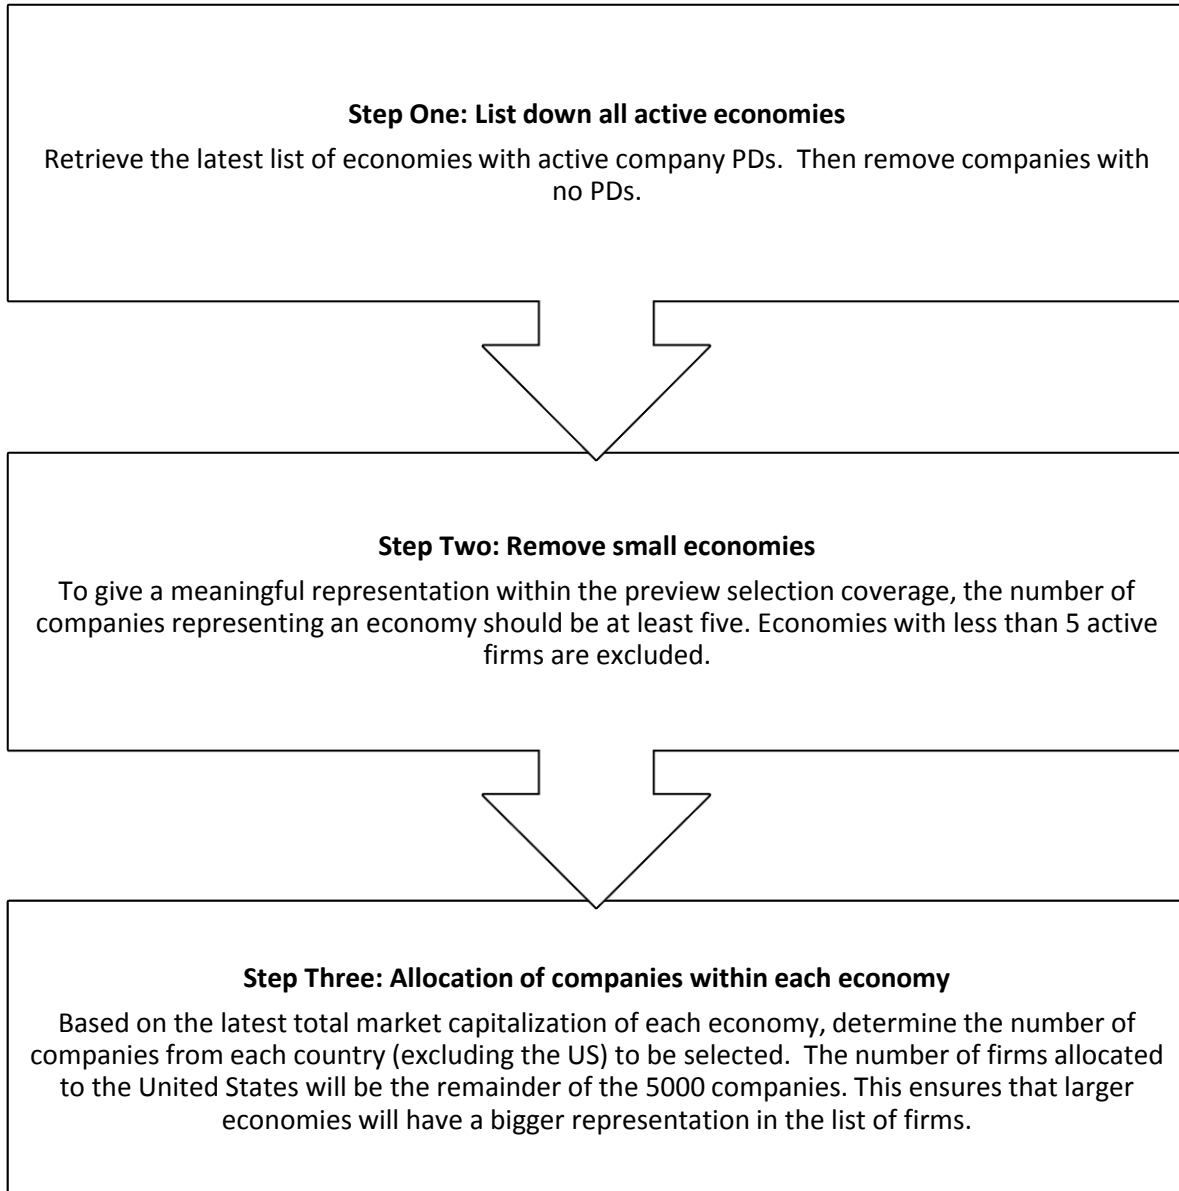 Step One: List down all active economies
Retrieve the latest list of economies with active company PDs.  Then remove companies with
no PDs.
Step Two: Remove small economies
To give a meaningful representation within the preview selection coverage, the number of
companies representing an economy should be at least five. Economies with less than 5 active
firms are excluded.
Step Three: Allocation of companies within each economy
Based on the latest total market capitalization of each economy, determine the number of
companies from each country (excluding the US) to be selected.  The number of firms allocated
to the United States will be the remainder of the 5000 companies. This ensures that larger
economies will have a bigger representation in the list of firms.